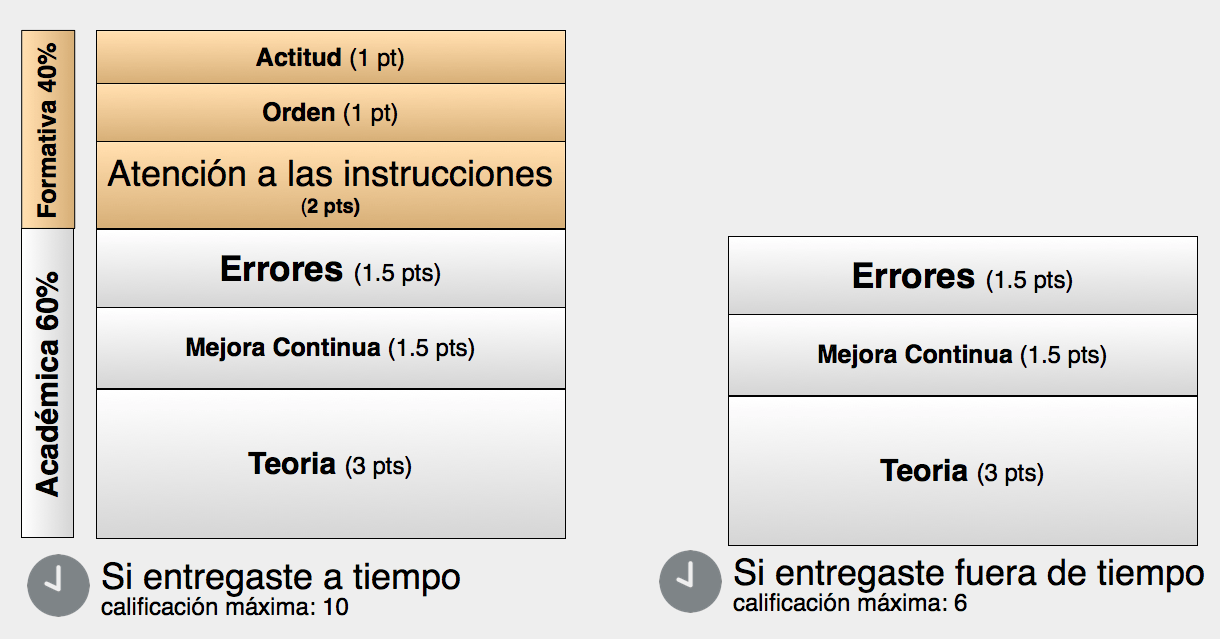 Formativa 40%
Actitud (1 pt)
Orden (1 pt)
Atención a las instrucciones
(2 pts)
Académica 60%
Errores (1.5 pts)
Mejora Continua (1.5 pts)
Teoria (3 pts)
Si entregaste a tiempo
calificación máxima: 10
Errores (1.5 pts)
Mejora Continua (1.5 pts)
Teoria (3 pts)
Si entregaste fuera de tiempo
calificación máxima: 6